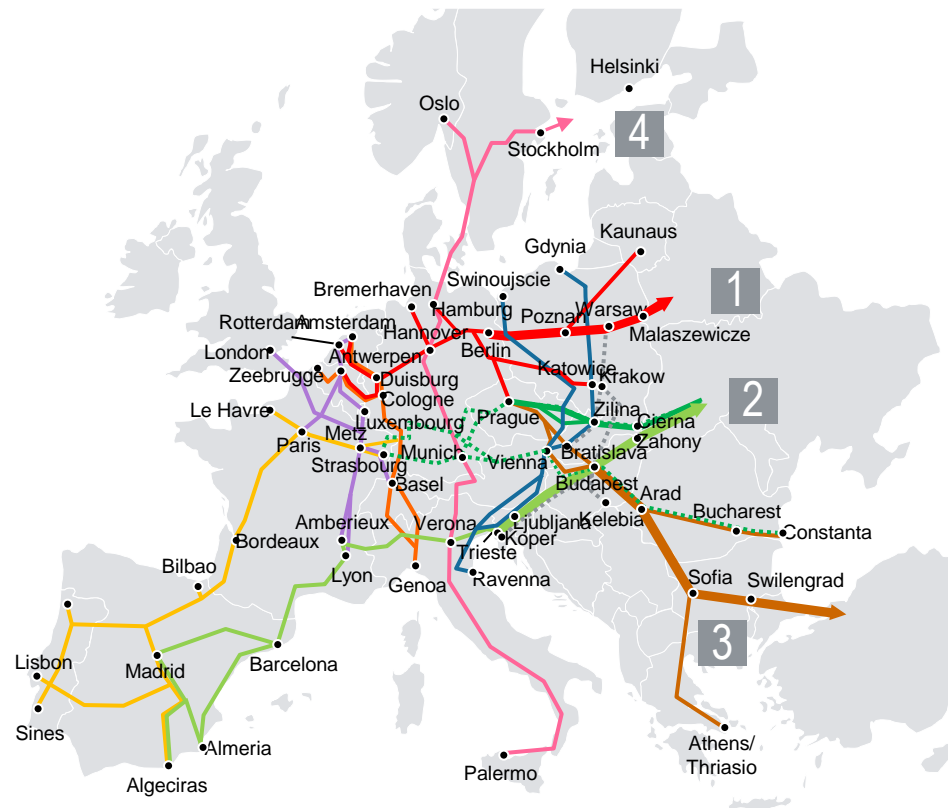 Helsinki
Oslo
4
Stockholm
Kaunaus
Gdynia
Swinoujscie
Bremerhaven
1
Hamburg
Poznan
Warsaw
Rotterdam
Amsterdam
Hannover
Malaszewicze
London
Antwerpen
Berlin
Zeebrugge
Katowice
Krakow
Duisburg
Cologne
2
Le Havre
Luxembourg
Prague
Zilina
Cierna
Paris
Metz
Zahony
Strasbourg
Munich
Vienna
Bratislava
Basel
Budapest
Arad
Bucharest
Amberieux
Verona
Ljubljana
Kelebia
Constanta
Bordeaux
Koper
Trieste
Lyon
Bilbao
Genoa
Ravenna
Sofia
Swilengrad
3
Lisbon
Madrid
Barcelona
Sines
Almeria
Athens/
Thriasio
Algeciras
Palermo